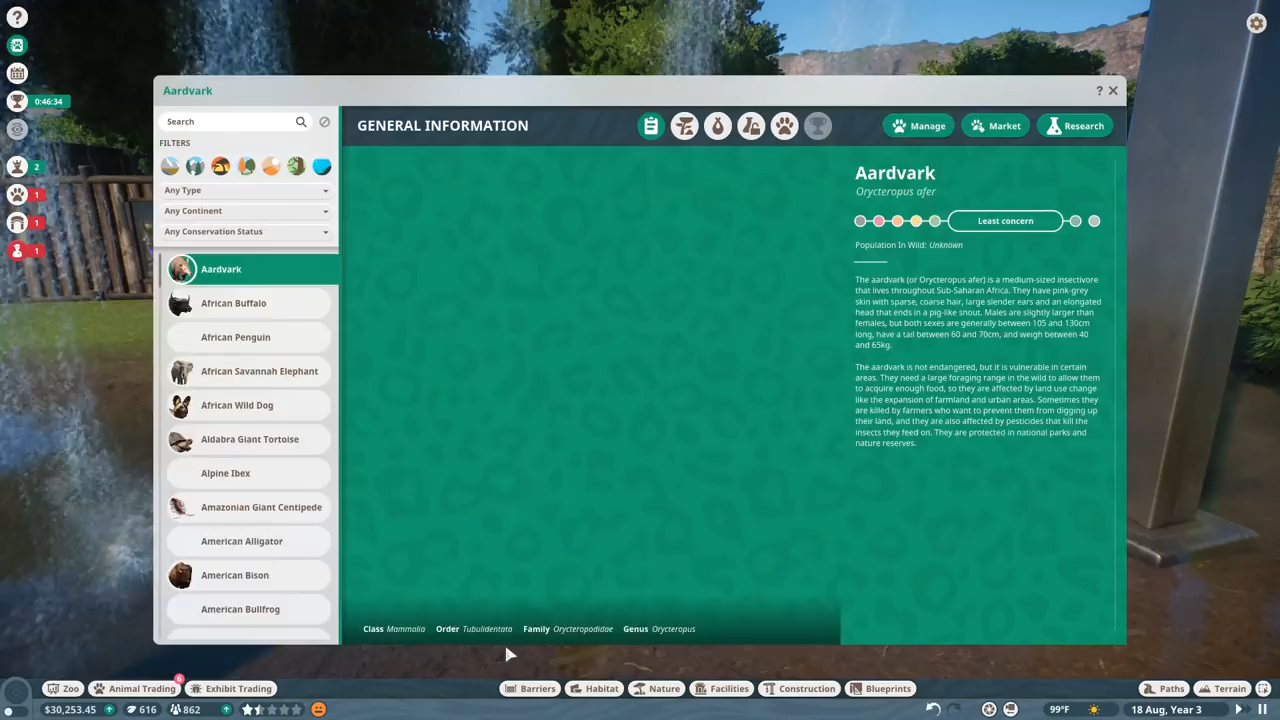 ?
0:46:34
2
1
1
1
Aardvark
?
Search
FILTERS
Any Type
Any Continent
Any Conservation Status
Aardvark
African Buffalo
African Penguin
African Savannah Elephant
African Wild Dog
Aldabra Giant Tortoise
Alpine Ibex
Amazonian Giant Centipede
American Alligator
American Bison
American Bullfrog
GENERAL INFORMATION
Manage
Market
Research
Aardvark
Orycteropus afer
Least concern
Population In Wild: Unknown
The aardvark (or Orycteropus afer) is a medium-sized insectivore
that lives throughout Sub-Saharan Africa. They have pink-grey
skin with sparse, coarse hair, large slender ears and an elongated
head that ends in a pig-like snout. Males are slightly larger than
females, but both sexes are generally between 105 and 130cm
long, have a tail between 60 and 70cm, and weigh between 40
and 65kg.
The aardvark is not endangered, but it is vulnerable in certain
areas. They need a large foraging range in the wild to allow them
to acquire enough food, so they are affected by land use change
like the expansion of farmland and urban areas. Sometimes they
are killed by farmers who want to prevent them from digging up
their land, and they are also affected by pesticides that kill the
insects they feed on. They are protected in national parks and
nature reserves.
Class Mammalia Order Tubulidentata Family Orycteropodidae Genus Orycteropus
Zoo
Animal Trading
6
Exhibit Trading
Barriers
Habitat
Nature
Facilities
Construction
Blueprints
Paths
Terrain
$30,253.45
616
862
99°F
18 Aug, Year 3